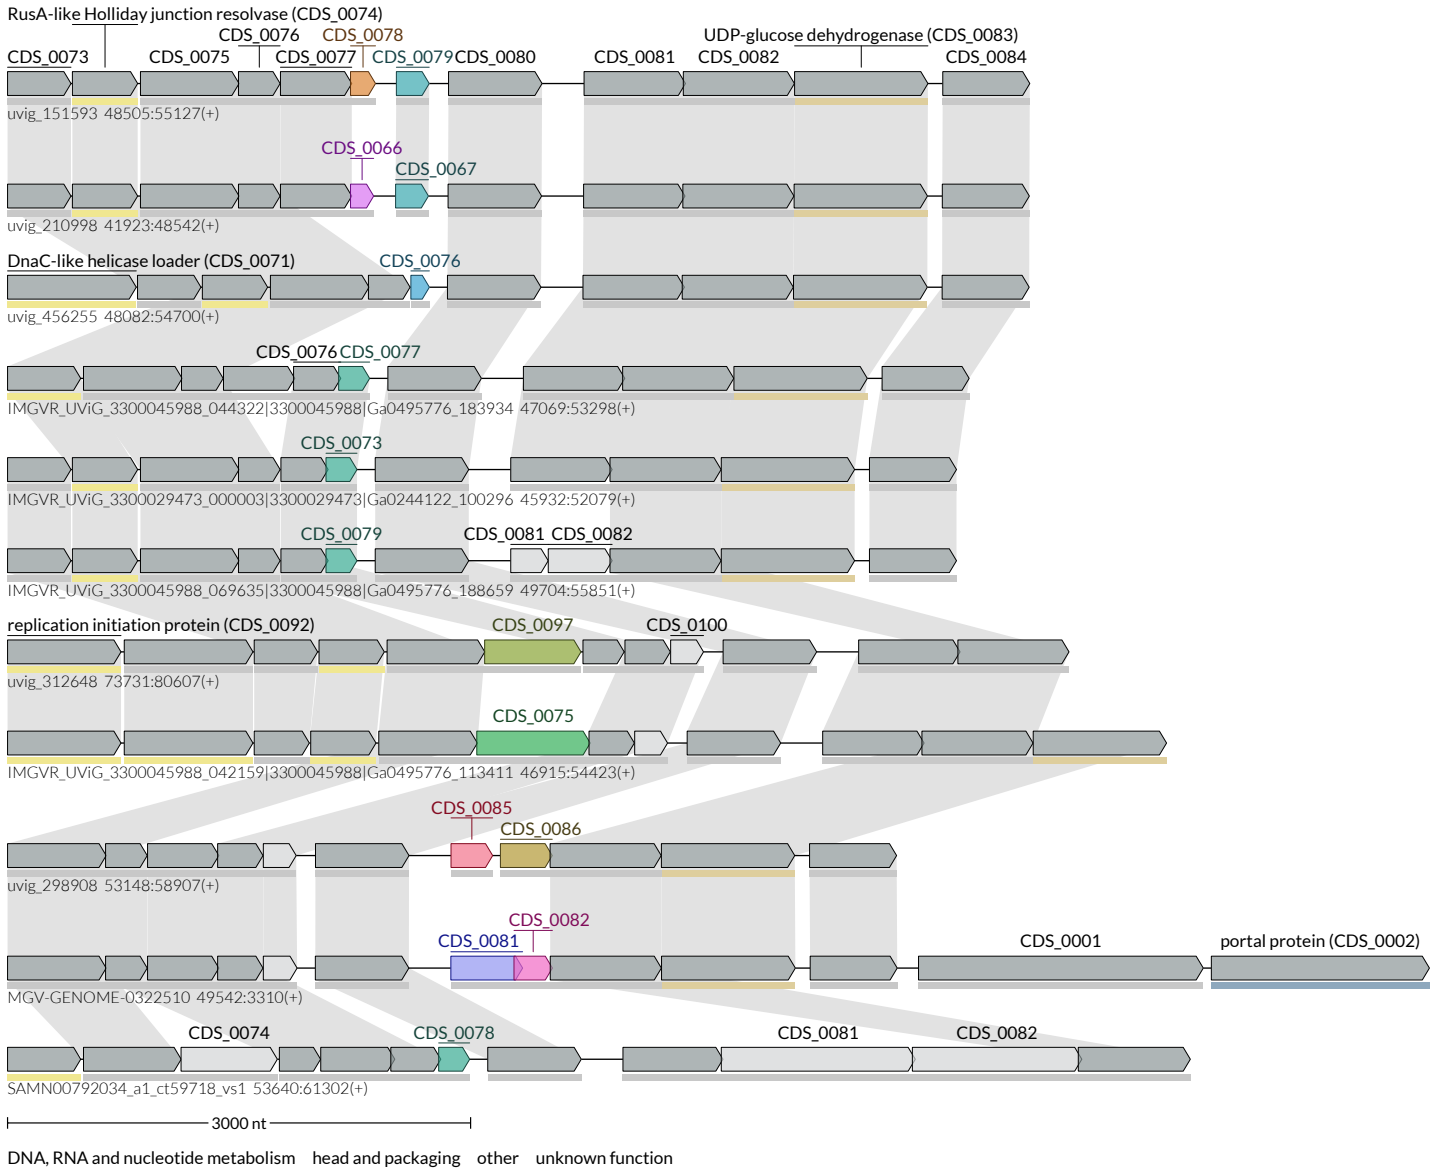 RusA-like Holliday junction resolvase (CDS_0074)
CDS_0076 CDS_0078 UDP-glucose dehydrogenase (CDS_0083)
CDS_0073 CDS_0075 CDS_0077 CDS_0079 CDS_0080 CDS_0081 CDS_0082 CDS_0084
uvig_151593 48505:55127(+)
CDS_0066
CDS_0067
uvig_210998 41923:48542(+)
DnaC-like helicase loader (CDS_0071) CDS_0076
uvig_456255 48082:54700(+)
CDS_0076 CDS_0077
IMGVR_UViG_3300045988_044322|3300045988|Ga0495776_183934 47069:53298(+)
CDS_0073
IMGVR_UViG_3300029473_000003|3300029473|Ga0244122_100296 45932:52079(+)
CDS_0079 CDS_0081 CDS_0082
IMGVR_UViG_3300045988_069635|3300045988|Ga0495776_188659 49704:55851(+)
replication initiation protein (CDS_0092) CDS_0097 CDS_0100
uvig_312648 73731:80607(+)
CDS_0075
IMGVR_UViG_3300045988_042159|3300045988|Ga0495776_113411 46915:54423(+)
CDS_0085
CDS_0086
uvig_298908 53148:58907(+)
CDS_0082
CDS_0081 CDS_0001 portal protein (CDS_0002)
MGV-GENOME-0322510 49542:3310(+)
CDS_0074 CDS_0078 CDS_0081 CDS_0082
SAMN00792034_a1_ct59718_vs1 53640:61302(+)
3000 nt
DNA, RNA and nucleotide metabolism head and packaging other unknown function